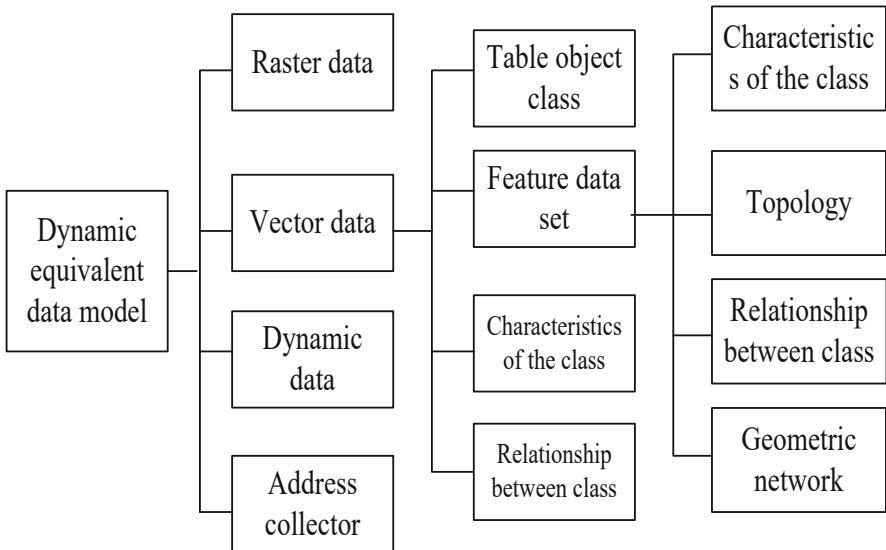 Dynamic
equivalent
data model
Raster data
Vector data
Dynamic
data
Address
collector
Table object
class
Feature data
set
Characteristics
of the class
Relationship
between class
Characteristic
s of the class
Topology
Relationship
between class
Geometric
network